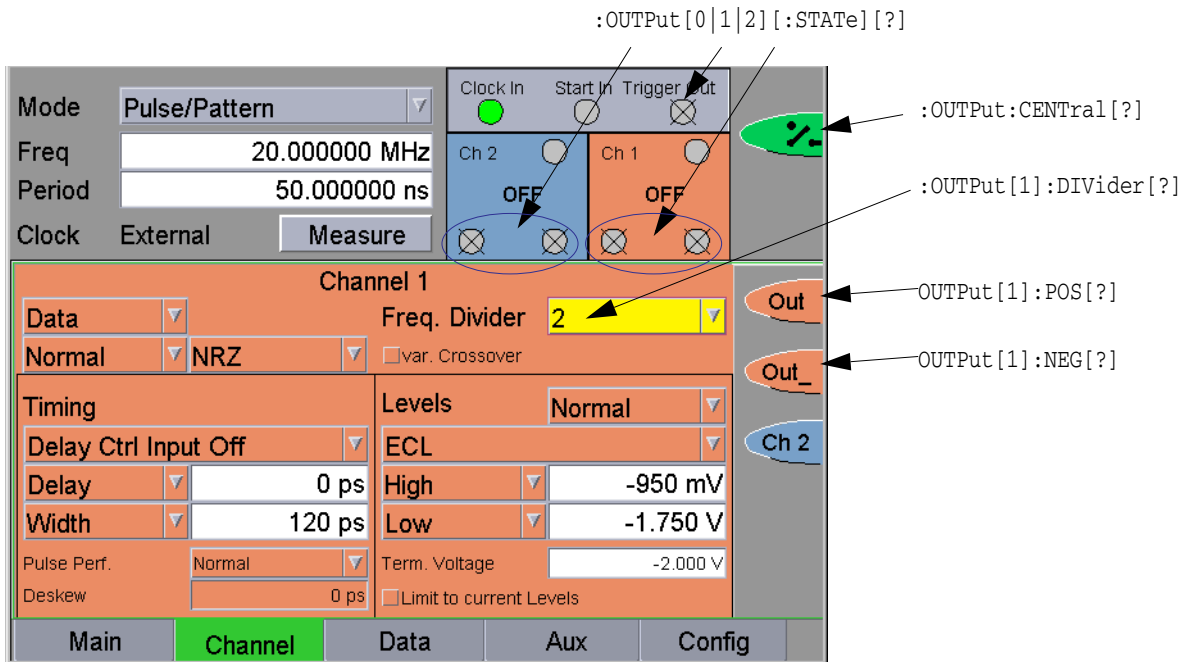 :OUTPut[0|1|2][:STATe][?]
Mode Pulse/Pattern
Freq 20.000000 MHz
Period 50.000000 ns
Clock External Measure
Clock In Start In Trigger Out
Ch 2 Ch 1
OFF OFF
:OUTPut:CENTral[?]
:OUTPut[1]:DIVider[?]
OUTPut[1]:POS[?]
OUTPut[1]:NEG[?]
Channel 1
Data Freq. Divider 2
Normal NRZ var. Crossover
Out
Out_
Ch 2
Timing Levels Normal
Delay Ctrl Input Off ECL
Delay 0 ps High -950 mV
Width 120 ps Low -1.750 V
Pulse Perf. Normal Term. Voltage -2.000 V
Deskew 0 ps Limit to current Levels
Main Channel Data Aux Config